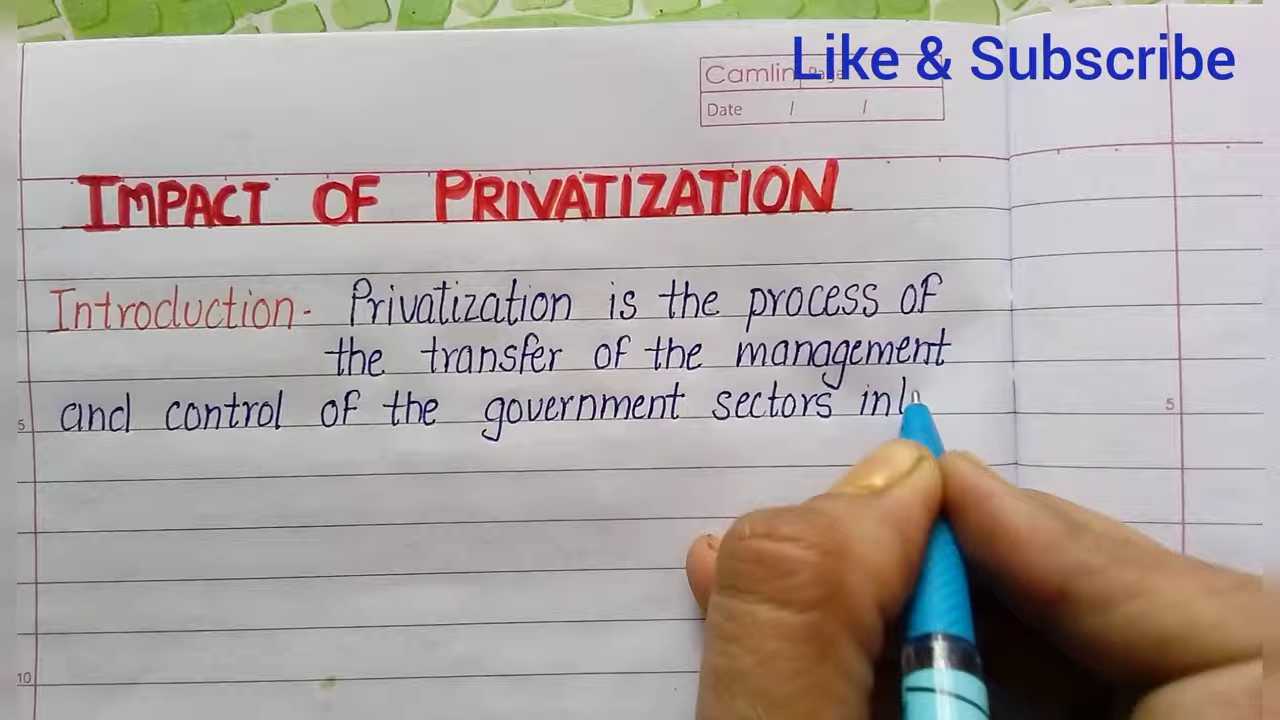 Like & Subscribe
Camlin
Date / /
IMPACT OF PRIVATIZATION
Introduction- Privatization is the process of
the transfer of the management
and control of the government sectors
5
5
10